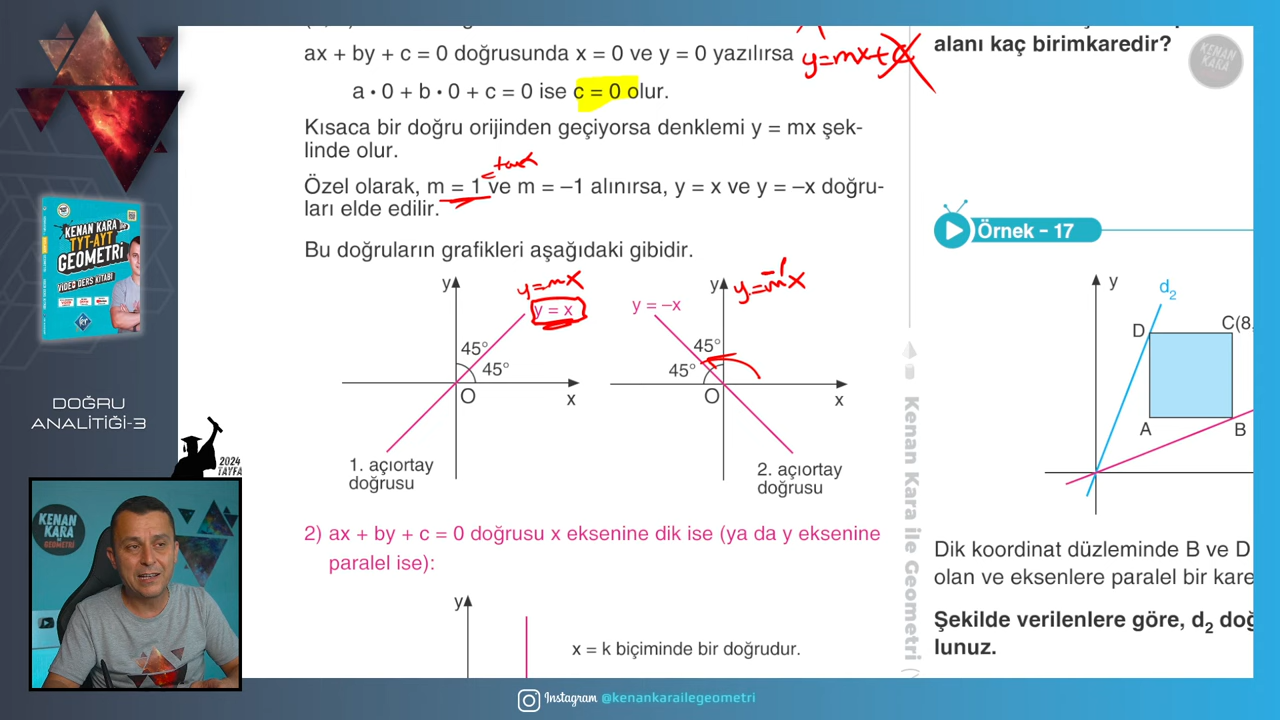 ax + by + c = 0 doğrusunda x = 0 ve y = 0 yazılırsa
y=mx+c
a • 0 + b • 0 + c = 0 ise c = 0 olur.
Kısaca bir doğru orijinden geçiyorsa denklemi y = mx şek-
linde olur.
Özel olarak, m = 1 ve m = –1 alınırsa, y = x ve y = –x doğru-
ları elde edilir.
Bu doğruların grafikleri aşağıdaki gibidir.
y
y=mx
y = x
45°
45°
O
x
1. açıortay
doğrusu
y = –x
y
-1
y=mx
45°
45°
O
x
2. açıortay
doğrusu
2) ax + by + c = 0 doğrusu x eksenine dik ise (ya da y eksenine
paralel ise):
y
x = k biçiminde bir doğrudur.
alanı kaç birimkaredir?
KENAN
KARA
Örnek – 17
y
d2
D
C(8,
A
B
Dik koordinat düzleminde B ve D
olan ve eksenlere paralel bir kare
Şekilde verilenlere göre, d2 doğ
lunuz.
Kenan Kara ile Geometri
KENAN KARA
TYT-AYT
GEOMETRİ
VİDEO DERS KİTABI
DOĞRU
ANALİTİĞİ-3
2024
TAYFA
KENAN
KARA
GEOMETRİ
Instagram @kenankarailegeometri